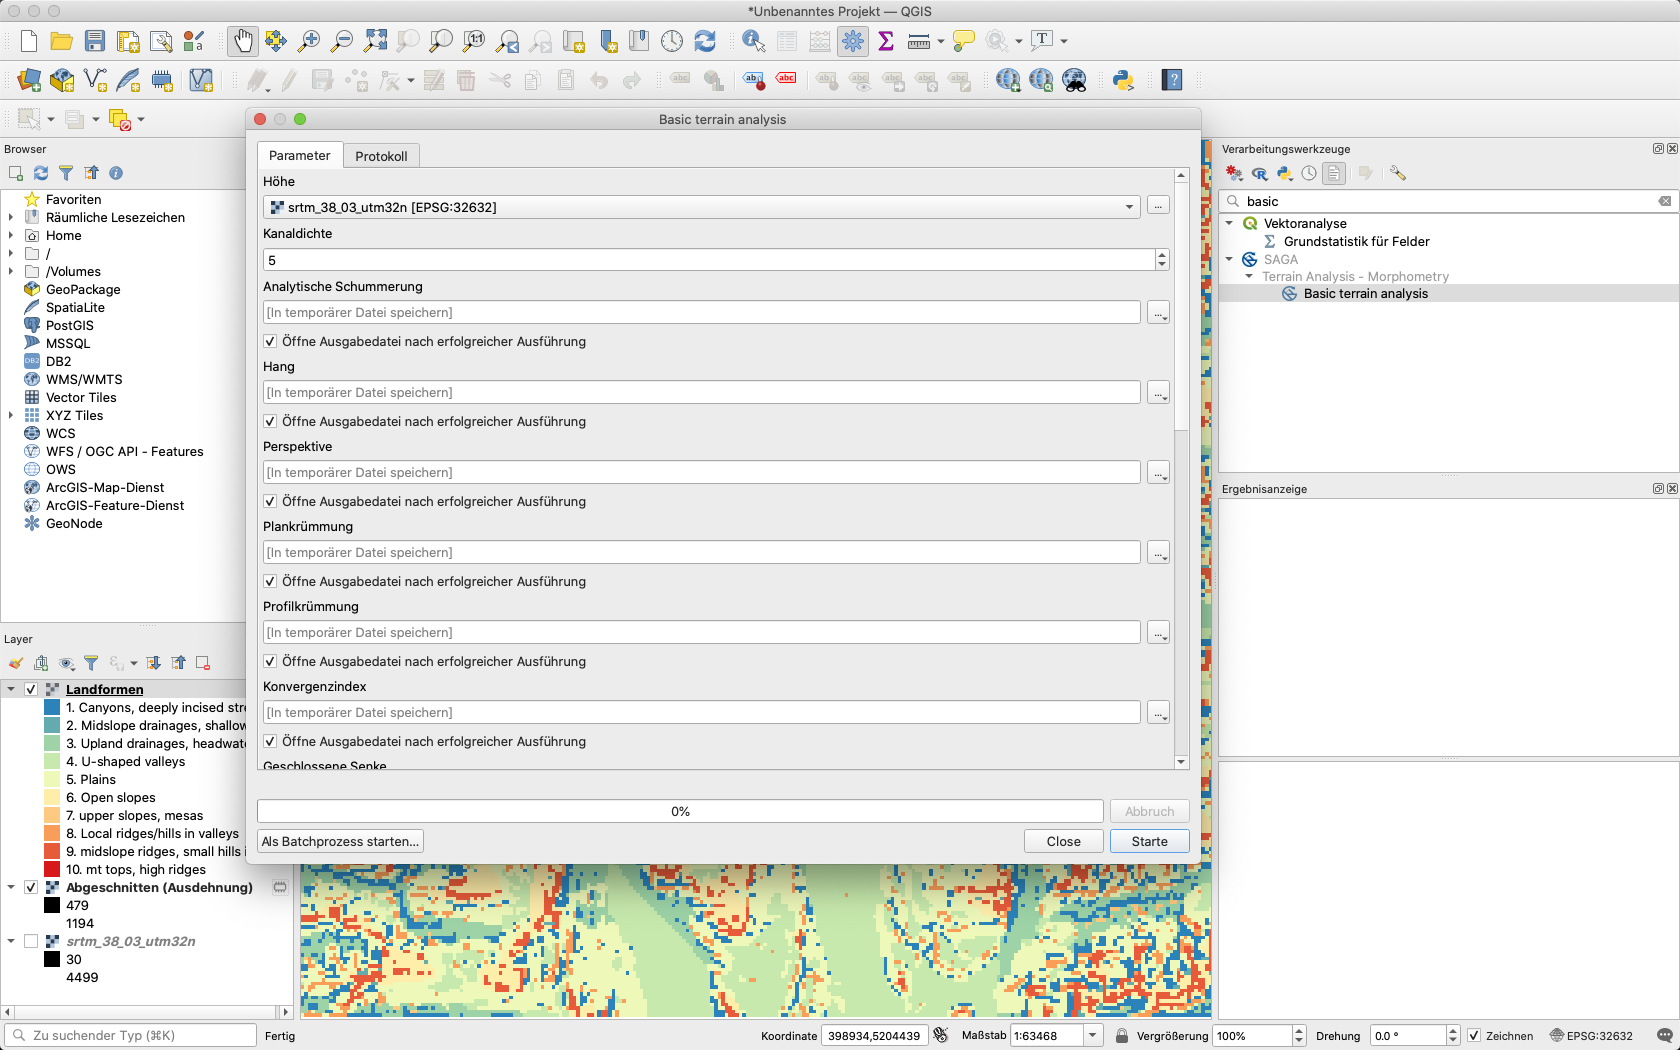 *Unbenanntes Projekt — QGIS
Browser
Favoriten
Räumliche Lesezeichen
Home
/
/Volumes
GeoPackage
SpatiaLite
PostGIS
MSSQL
DB2
WMS/WMTS
Vector Tiles
XYZ Tiles
WCS
WFS / OGC API - Features
OWS
ArcGIS-Map-Dienst
ArcGIS-Feature-Dienst
GeoNode
Layer
Landformen
1. Canyons, deeply incised stre
2. Midslope drainages, shallow
3. Upland drainages, headwate
4. U-shaped valleys
5. Plains
6. Open slopes
7. upper slopes, mesas
8. Local ridges/hills in valleys
9. midslope ridges, small hills i
10. mt tops, high ridges
Abgeschnitten (Ausdehnung)
479
1194
srtm_38_03_utm32n
30
4499
Basic terrain analysis
Parameter
Protokoll
Höhe
srtm_38_03_utm32n [EPSG:32632]
...
Kanaldichte
5
Analytische Schummerung
[In temporärer Datei speichern]
...
Öffne Ausgabedatei nach erfolgreicher Ausführung
Hang
[In temporärer Datei speichern]
...
Öffne Ausgabedatei nach erfolgreicher Ausführung
Perspektive
[In temporärer Datei speichern]
...
Öffne Ausgabedatei nach erfolgreicher Ausführung
Plankrümmung
[In temporärer Datei speichern]
...
Öffne Ausgabedatei nach erfolgreicher Ausführung
Profilkrümmung
[In temporärer Datei speichern]
...
Öffne Ausgabedatei nach erfolgreicher Ausführung
Konvergenzindex
[In temporärer Datei speichern]
...
Öffne Ausgabedatei nach erfolgreicher Ausführung
Geschlossene Senke
0%
Abbruch
Als Batchprozess starten...
Close
Starte
Verarbeitungswerkzeuge
basic
Vektoranalyse
Grundstatistik für Felder
SAGA
Terrain Analysis - Morphometry
Basic terrain analysis
Ergebnisanzeige
Zu suchender Typ (⌘K)
Fertig
Koordinate
398934,5204439
Maßstab
1:63468
Vergrößerung
100%
Drehung
0.0 °
Zeichnen
EPSG:32632